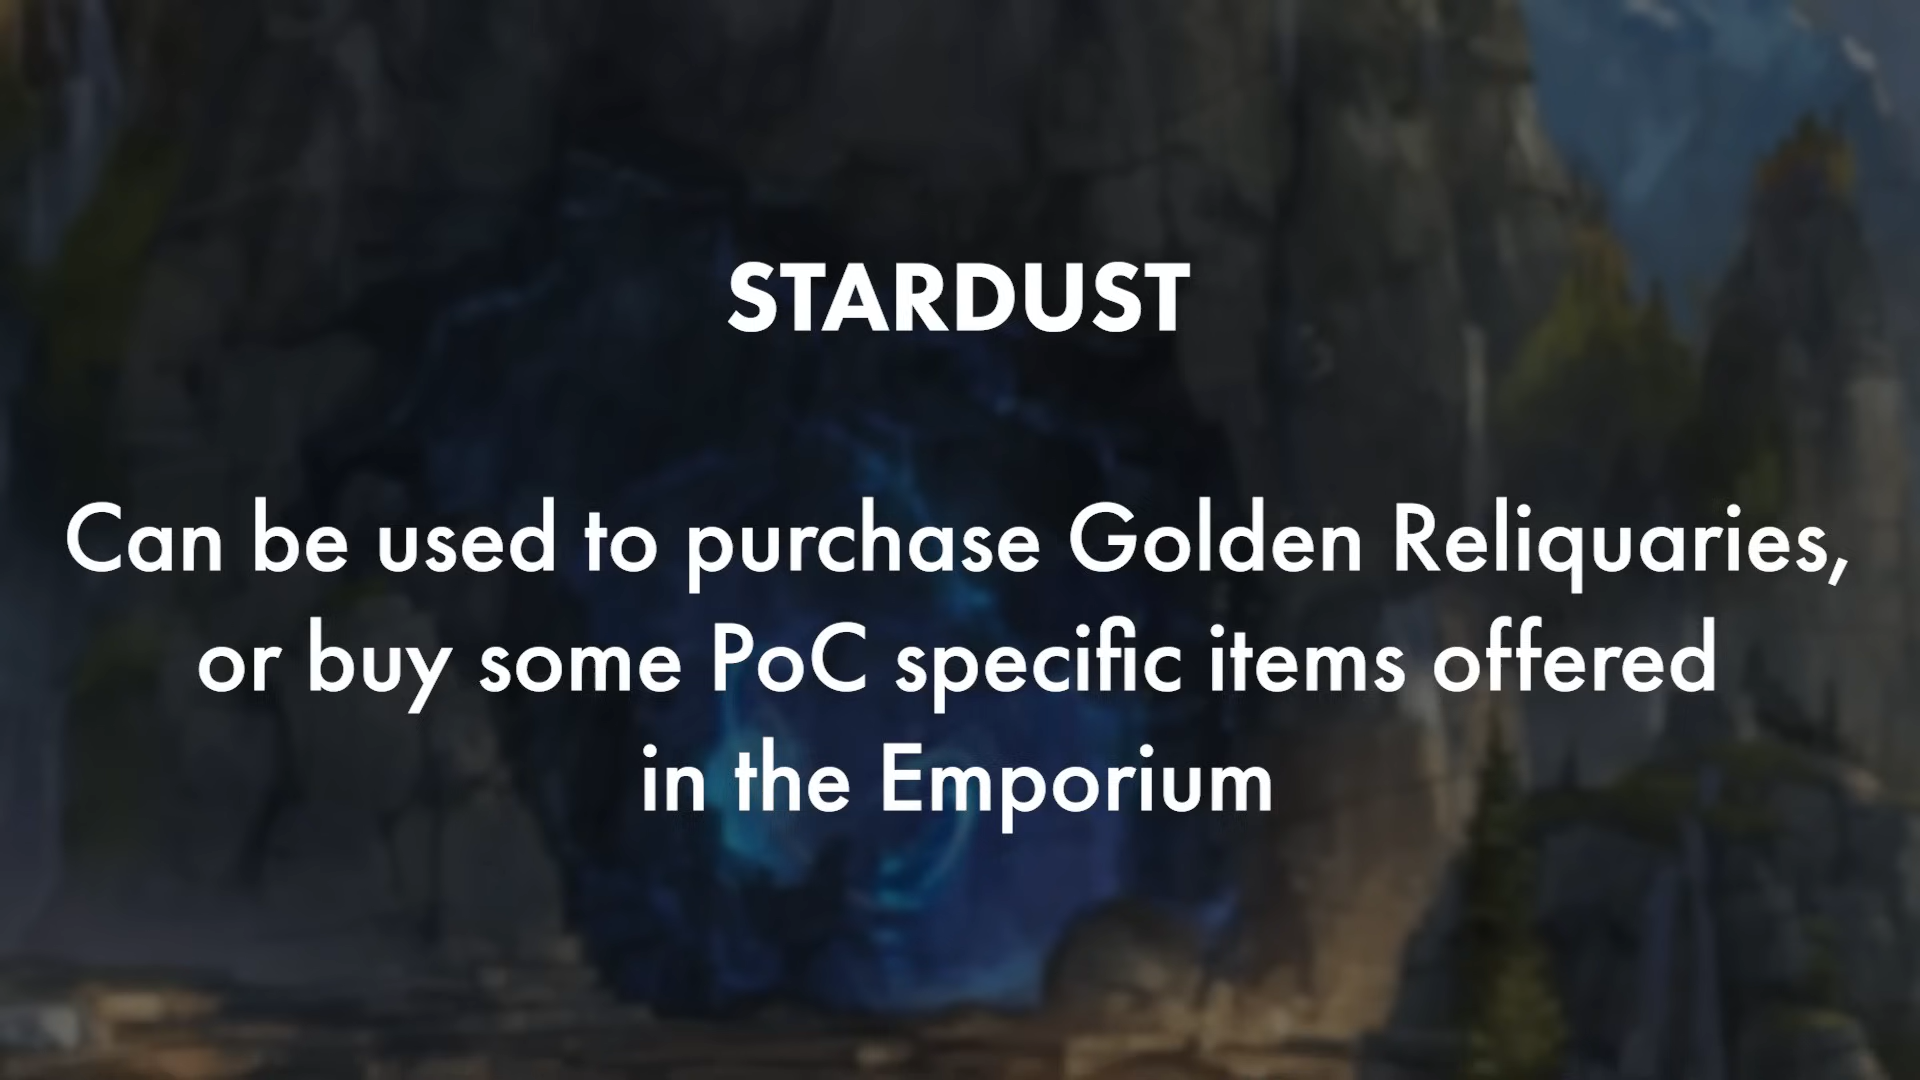 STARDUST
Can be used to purchase Golden Reliquaries,
or buy some PoC specific items offered
in the Emporium